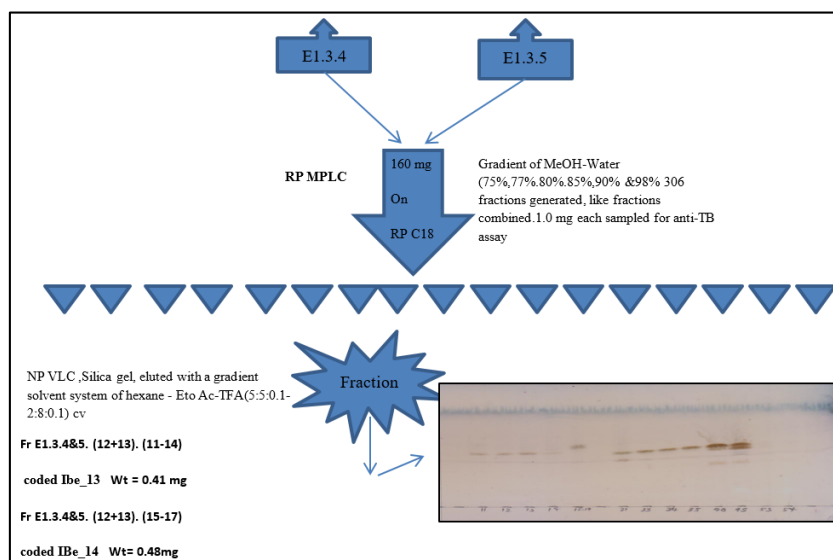 E1.3.4
E1.3.5
RP MPLC
160 mg
On
RP C18
Gradient of MeOH-Water
(75%,77%.80%.85%,90% &98% 306
fractions generated, like fractions
combined.1.0 mg each sampled for anti-TB
assay
NP VLC ,Silica gel, eluted with a gradient
solvent system of hexane - Eto Ac-TFA(5:5:0.1-
2:8:0.1) cv
Fraction
Fr E1.3.4&5. (12+13). (11-14)
coded Ibe_13 Wt = 0.41 mg
Fr E1.3.4&5. (12+13). (15-17)
coded IBe_14 Wt= 0.48mg